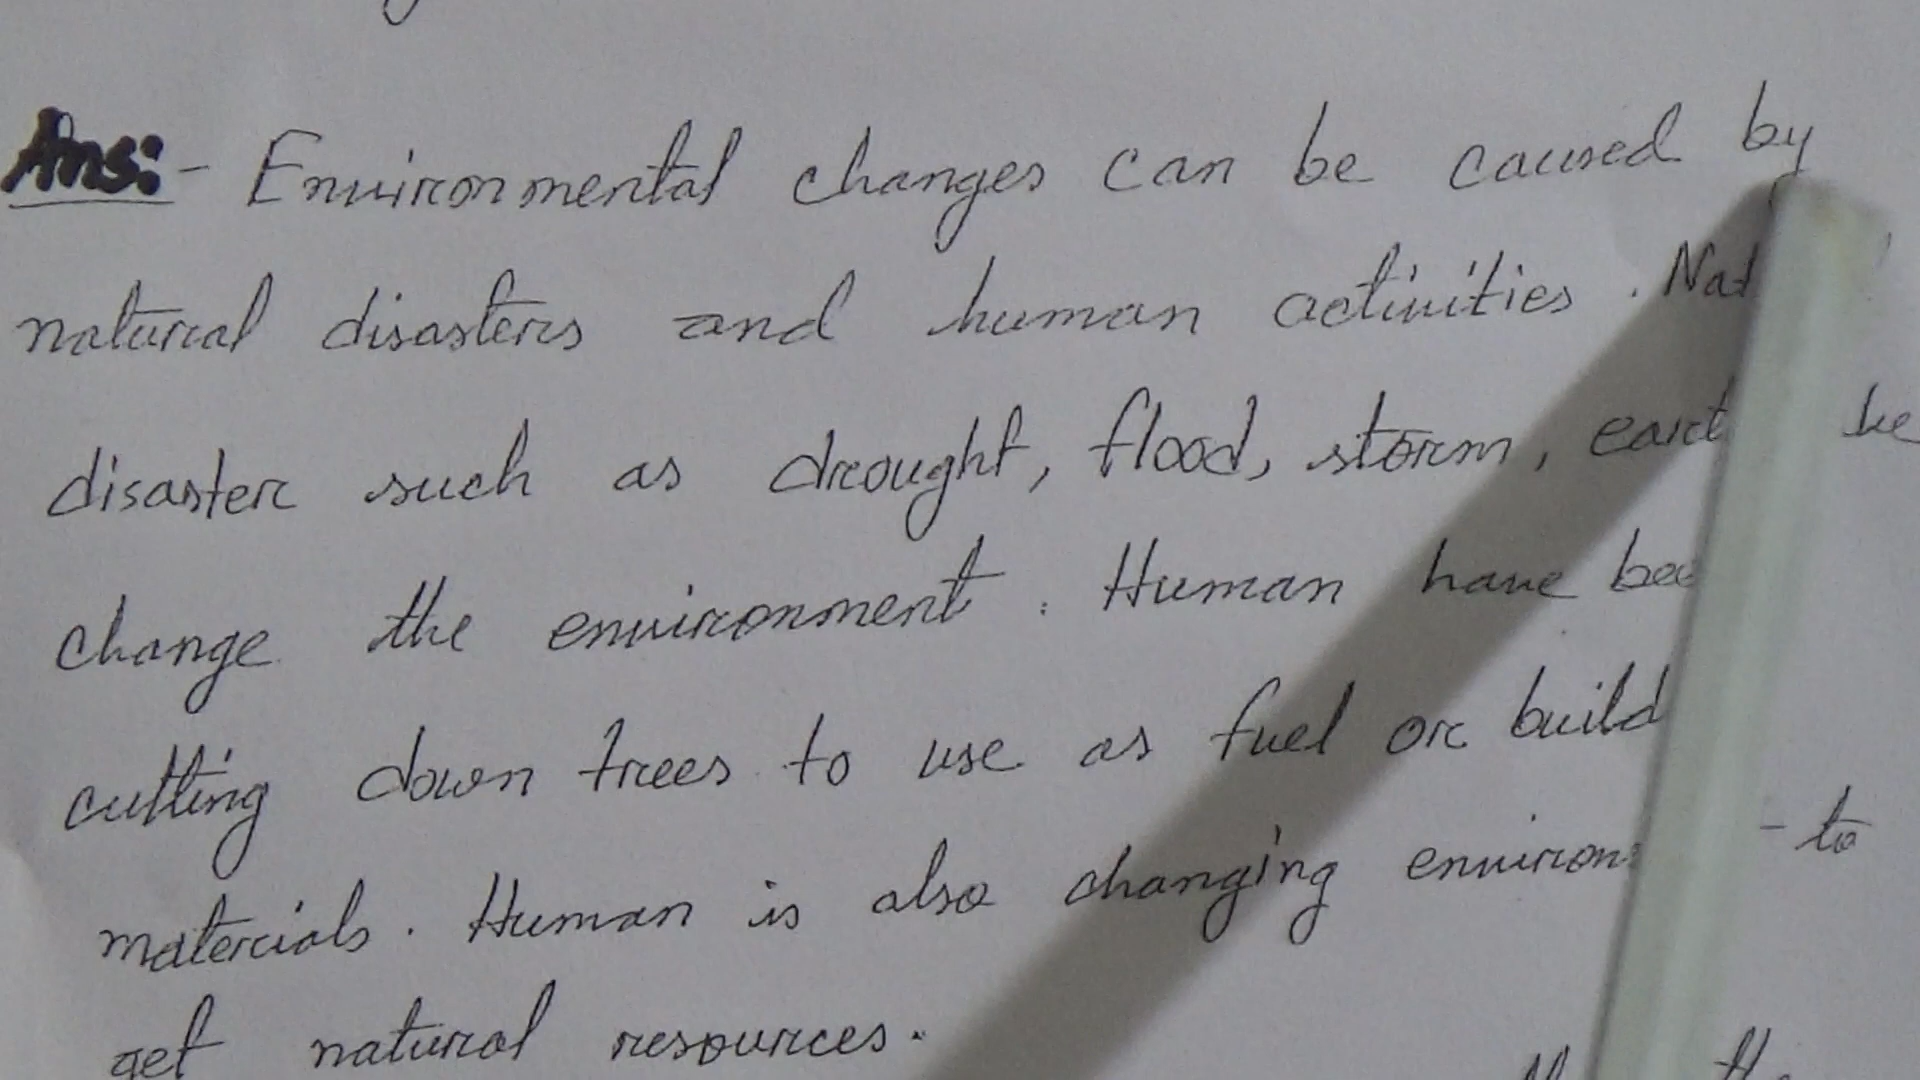 Ans:- Environmental changes can be caused by
natural disasters and human activities. Nat
disaster such as drought, flood, storm, eart ke
change the environment. Human have bee
cutting down trees to use as fuel or build
materials. Human is also changing environ to
get natural resources.